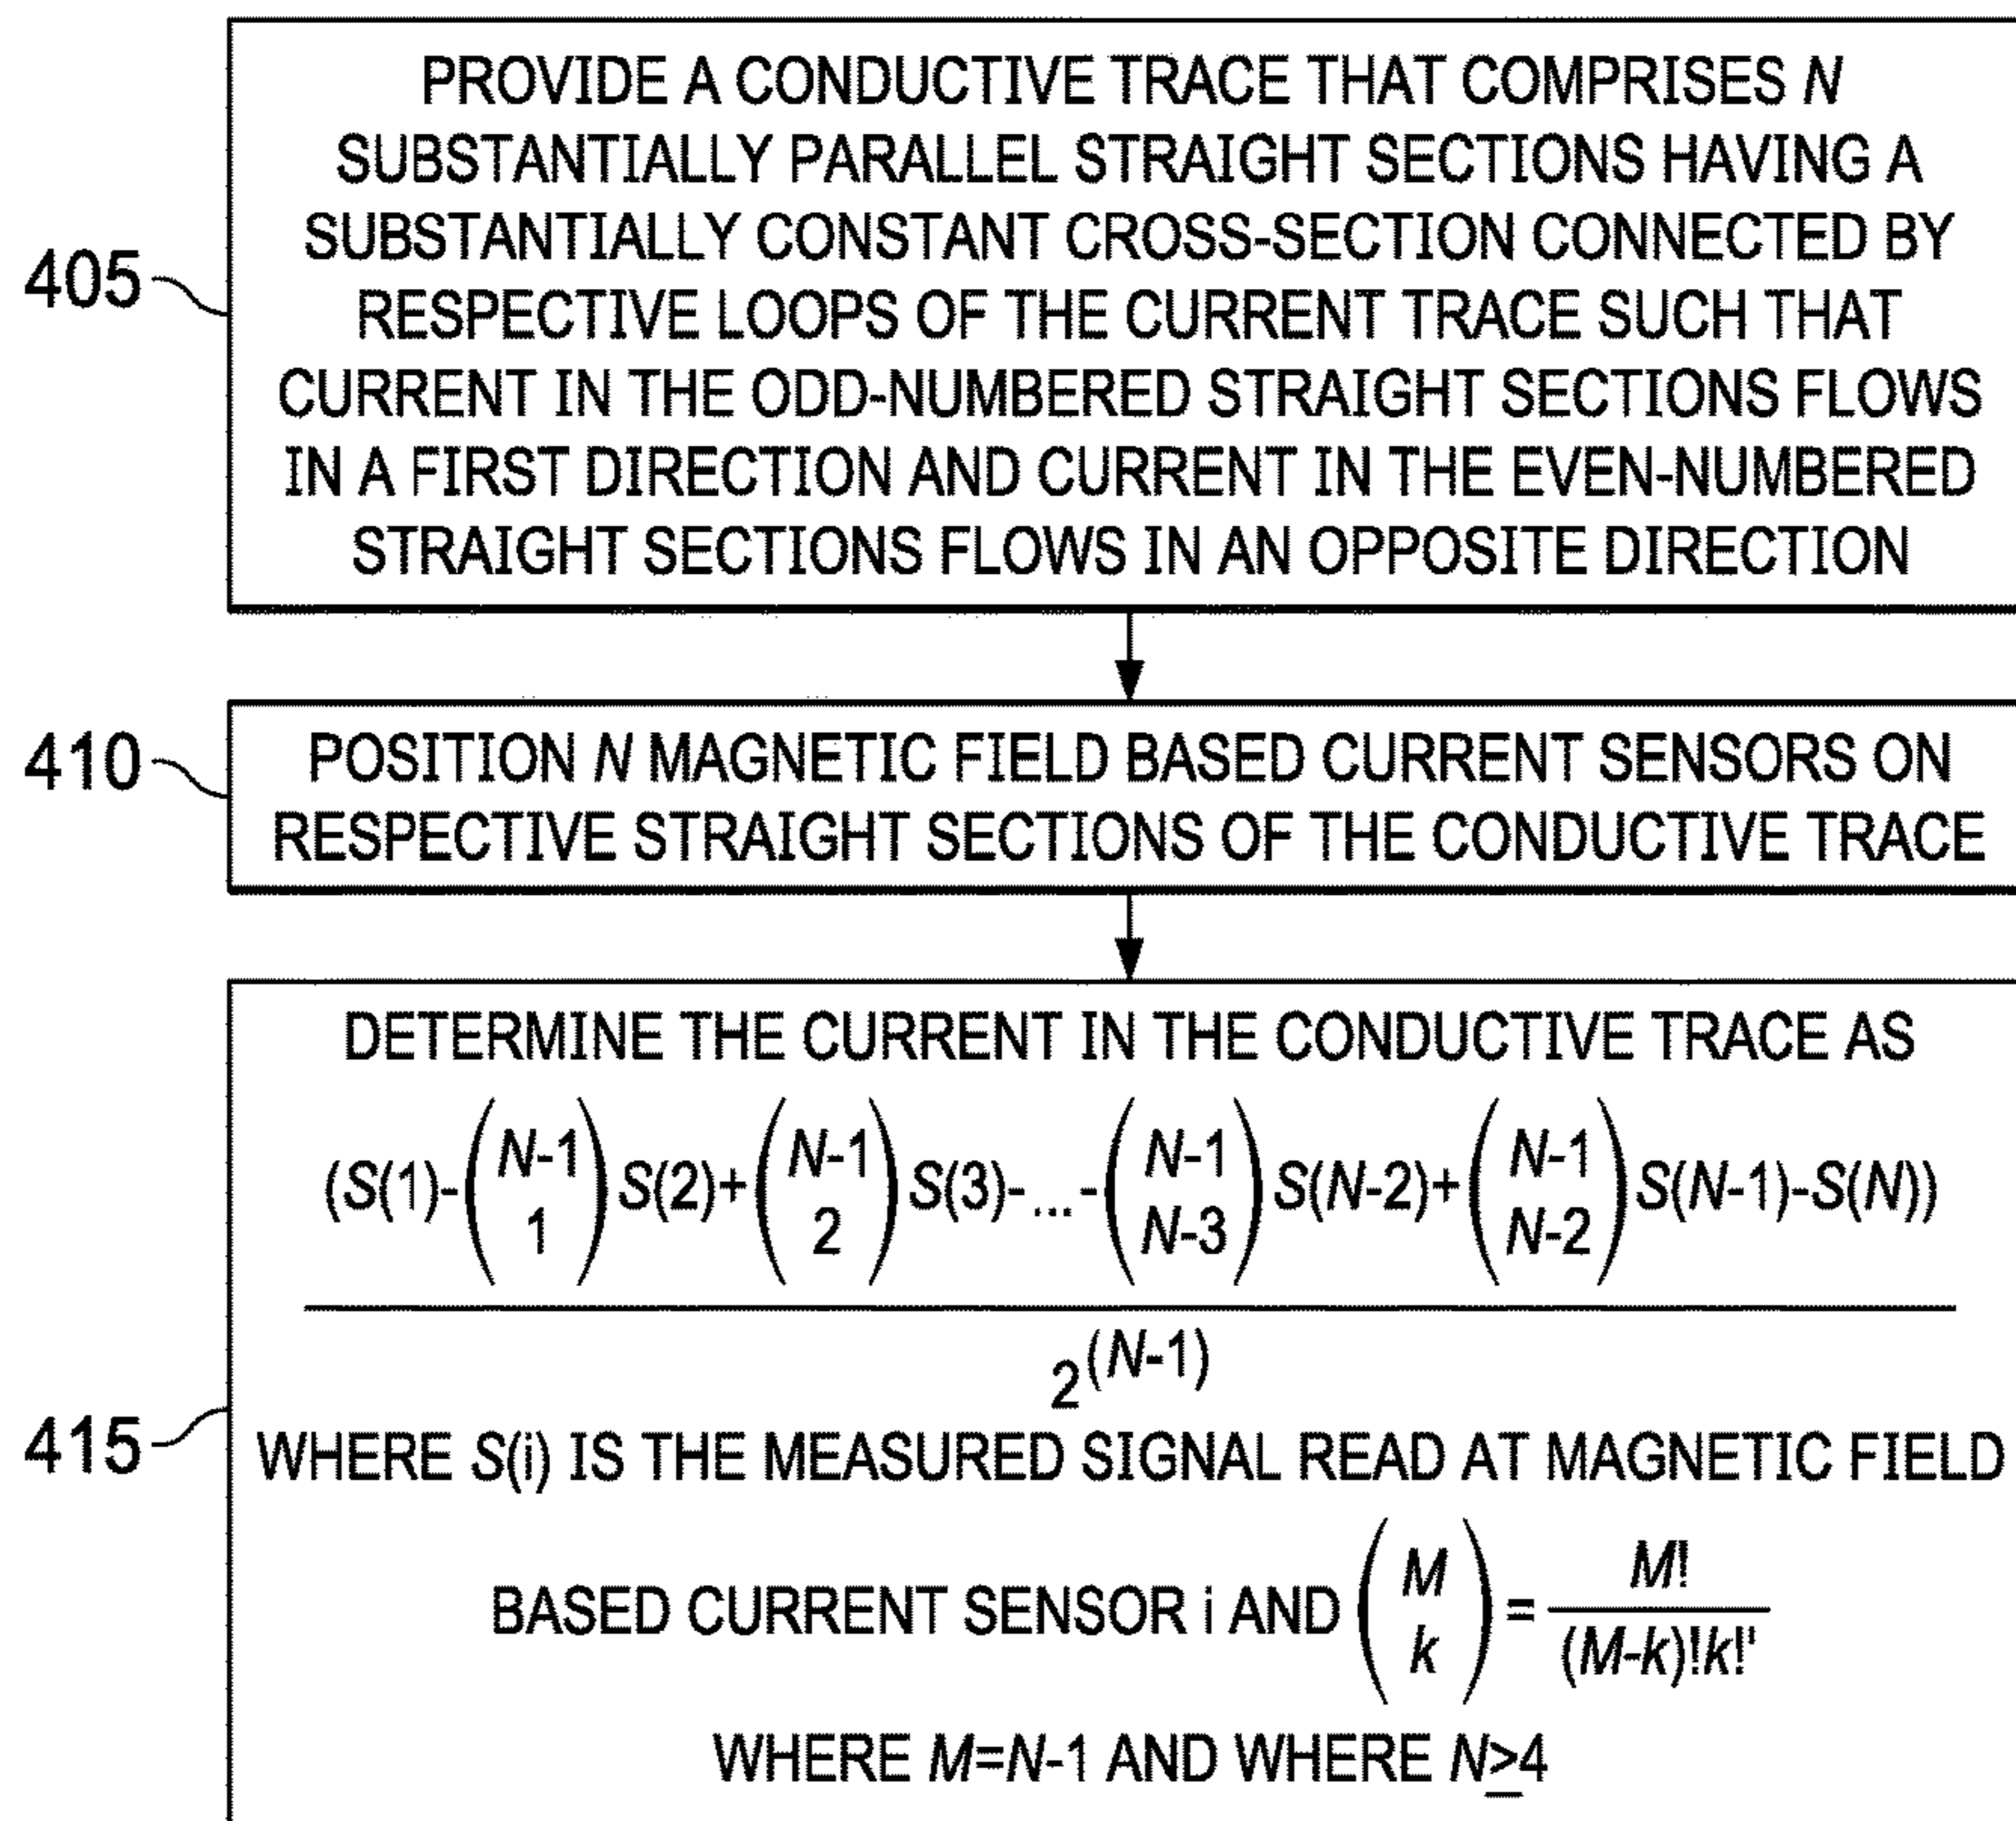 PROVIDE A CONDUCTIVE TRACE THAT COMPRISES N
SUBSTANTIALLY PARALLEL STRAIGHT SECTIONS HAVING A
SUBSTANTIALLY CONSTANT CROSS-SECTION CONNECTED BY
405
RESPECTIVE LOOPS OF THE CURRENT TRACE SUCH THAT
CURRENT IN THE ODD-NUMBERED STRAIGHT SECTIONS FLOWS
IN A FIRST DIRECTION AND CURRENT IN THE EVEN-NUMBERED
STRAIGHT SECTIONS FLOWS IN AN OPPOSITE DIRECTION
410
POSITION N MAGNETIC FIELD BASED CURRENT SENSORS ON
RESPECTIVE STRAIGHT SECTIONS OF THE CONDUCTIVE TRACE
DETERMINE THE CURRENT IN THE CONDUCTIVE TRACE AS
(S(1)-(N-1 1)S(2)+(N-1 2)S(3)-...-(N-1 N-3)S(N-2)+(N-1 N-2)S(N-1)-S(N))
2^(N-1)
415
WHERE S(i) IS THE MEASURED SIGNAL READ AT MAGNETIC FIELD
BASED CURRENT SENSOR i AND (M k) = M! / (M-k)!k!'
WHERE M=N-1 AND WHERE N≥4